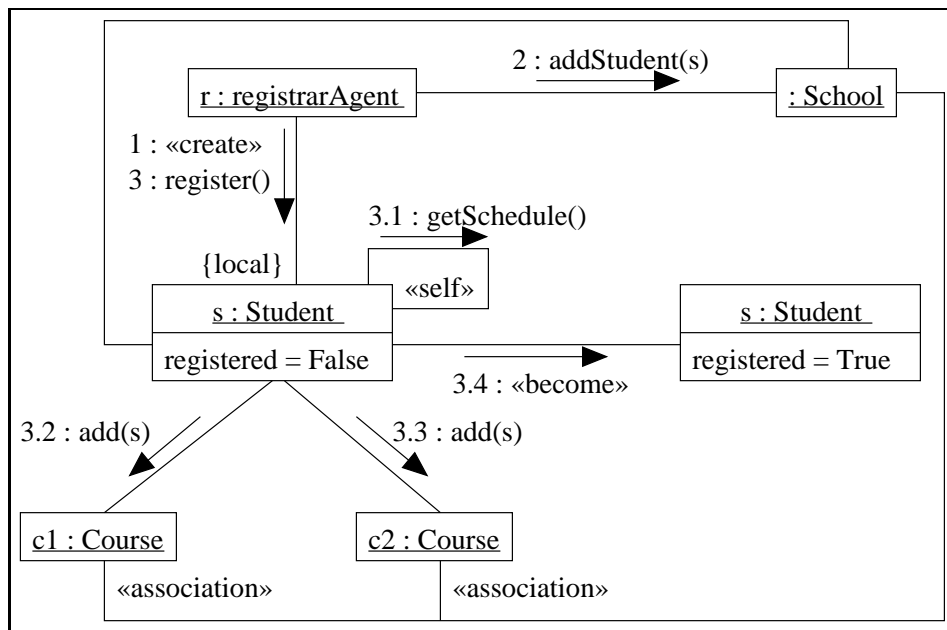 2 : addStudent(s)
r : registrarAgent
: School
1 : «create»
3 : register()
3.1 : getSchedule()
{local}
«self»
s : Student
registered = False
s : Student
registered = True
3.4 : «become»
3.2 : add(s)
3.3 : add(s)
c1 : Course
c2 : Course
«association»
«association»